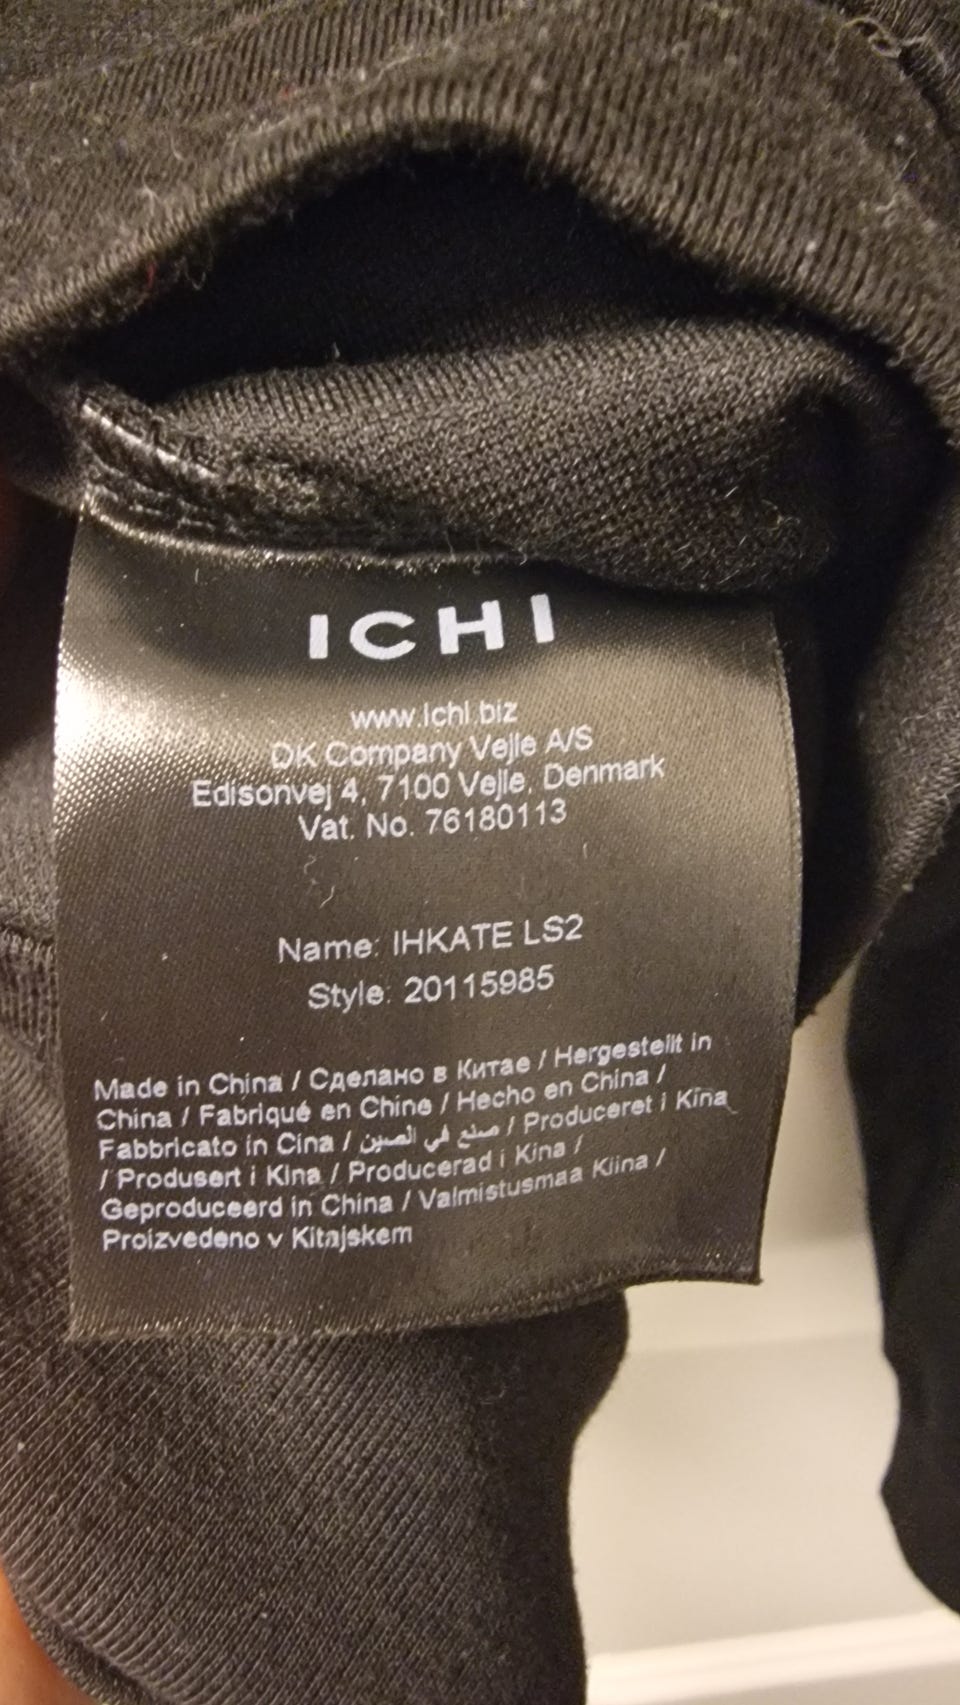 ICHI
www.ichi.biz
DK Company Vejle A/S
Edisonvej 4, 7100 Vejle, Denmark
Vat. No. 76180113
Name: IHKATE LS2
Style: 20115985
Made in China / Сделано в Китае / Hergestellt in
China / Fabriqué en Chine / Hecho en China /
Fabbricato in Cina / صنع في الصين / Produceret i Kina
/ Produsert i Kina / Producerad i Kina /
Geproduceerd in China / Valmistusmaa Kiina /
Proizvedeno v Kitajskem